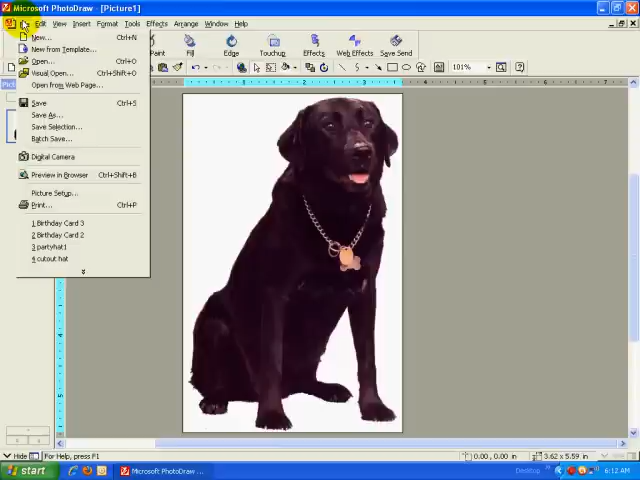 Microsoft PhotoDraw - [Picture1]
Edit View Insert Format Tools Effects Arrange Window Help
Paint Fill Touchup Edge Effects Web Effects Save Send
101%
New... Ctrl+N
New from Template...
Open... Ctrl+O
Visual Open... Ctrl+Shift+O
Open from Web Page...
Save Ctrl+S
Save As...
Save Selection...
Batch Save...
Digital Camera
Preview in Browser Ctrl+Shift+B
Picture Setup...
Print... Ctrl+P
1 Birthday Card 3
2 Birthday Card 2
3 partyhat1
4 cutout hat
Hide
For Help, press F1
0.00, 0.00
3.62 x 5.59 in
start
Microsoft PhotoDraw ...
Desktop
6:12 AM